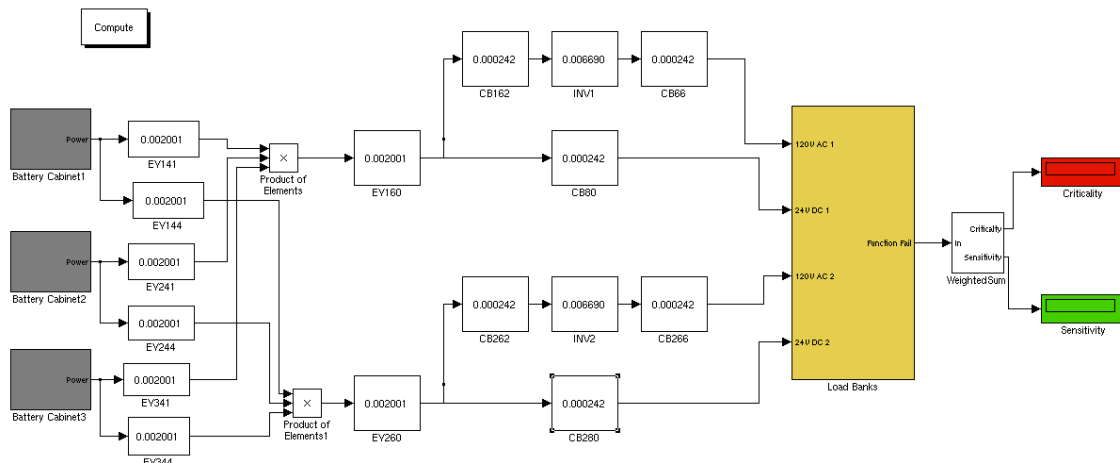 Compute
0.000242
0.006690
0.000242
CB162
INV1
CB66
Power
0.002001
EY141
Battery Cabinet1
×
Product of
Elements
0.002001
EY160
0.000242
CB80
0.002001
EY144
120V AC 1
24V DC 1
120V AC 2
24V DC 2
Function Fail
Load Banks
Criticality
In
Criticality
Sensitivity
WeightedSum
Sensitivity
Power
0.002001
EY241
Battery Cabinet2
0.002001
EY244
0.000242
0.006690
0.000242
CB262
INV2
CB266
Power
0.002001
EY341
Battery Cabinet3
0.002001
EY344
×
Product of
Elements1
0.002001
EY260
0.000242
CB280